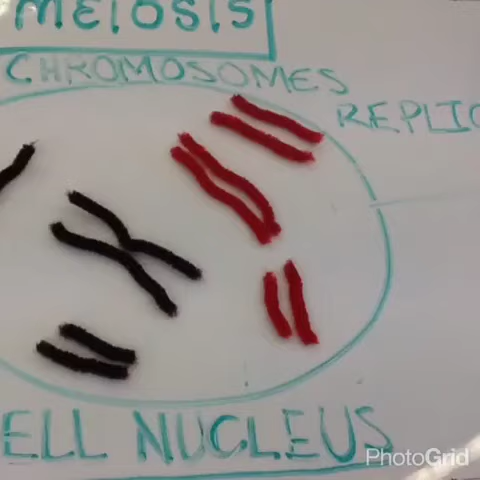 MEIOSIS
CHROMOSOMES
REPLIC
ELL NUCLEUS
PhotoGrid